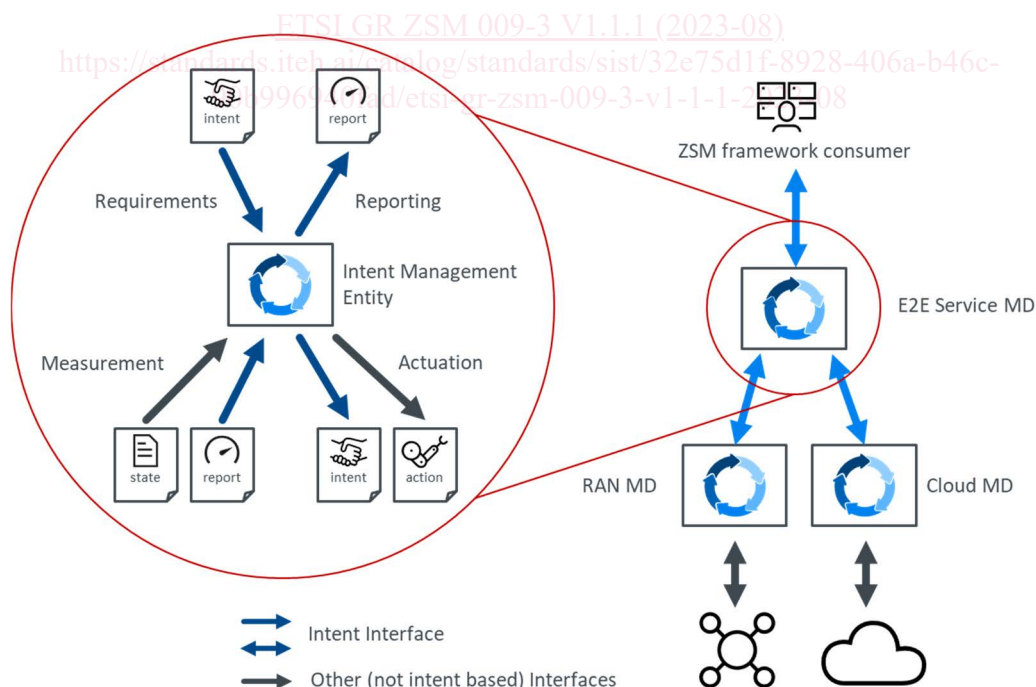 ETSI GR ZSM 009-3 V1.1.1 (2023-08)
https://standards.iteh.ai/catalog/standards/sist/32e75d1f-8928-406a-b46c-
intent
report
Requirements
Reporting
Intent Management
Entity
Measurement
Actuation
state
report
intent
action
ZSM framework consumer
E2E Service MD
RAN MD
Cloud MD
Intent Interface
Other (not intent based) Interfaces